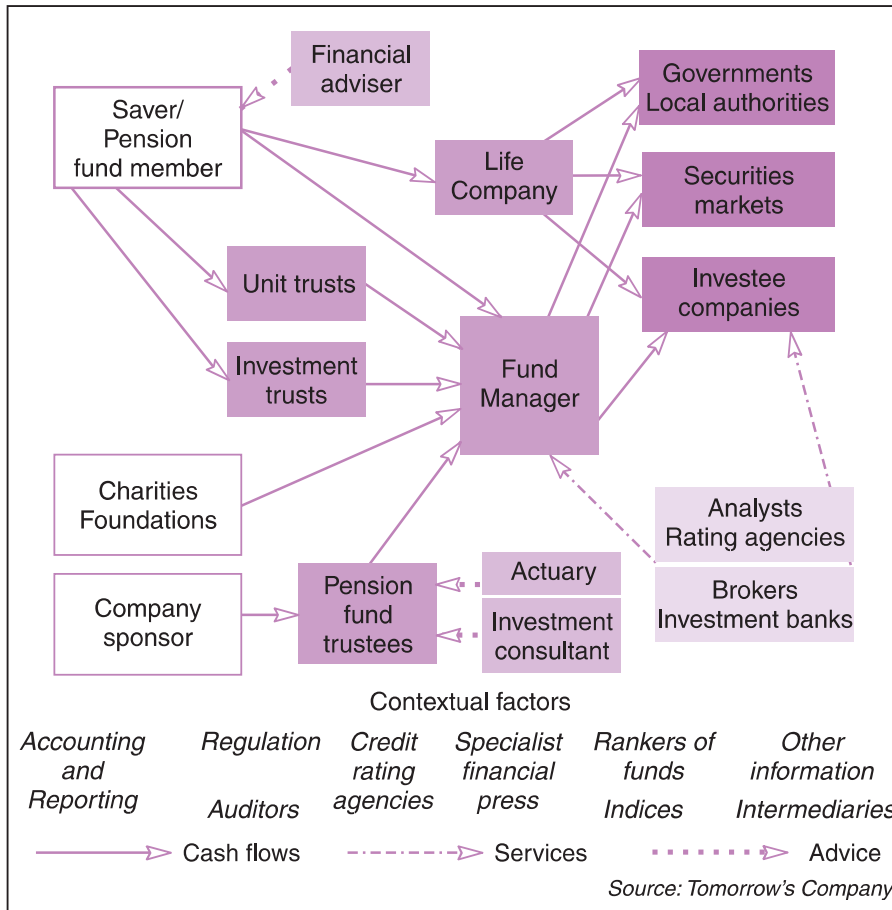 Financial
adviser
Governments
Local authorities
Saver/
Pension
fund member
Life
Company
Securities
markets
Unit trusts
Investee
companies
Investment
trusts
Fund
Manager
Charities
Foundations
Analysts
Rating agencies
Company
sponsor
Pension
fund
trustees
Actuary
Investment
consultant
Brokers
Investment banks
Contextual factors
Accounting
and
Reporting
Regulation
Auditors
Credit
rating
agencies
Specialist
financial
press
Rankers of
funds
Indices
Other
information
Intermediaries
Cash flows
Services
Advice
Source: Tomorrow's Company